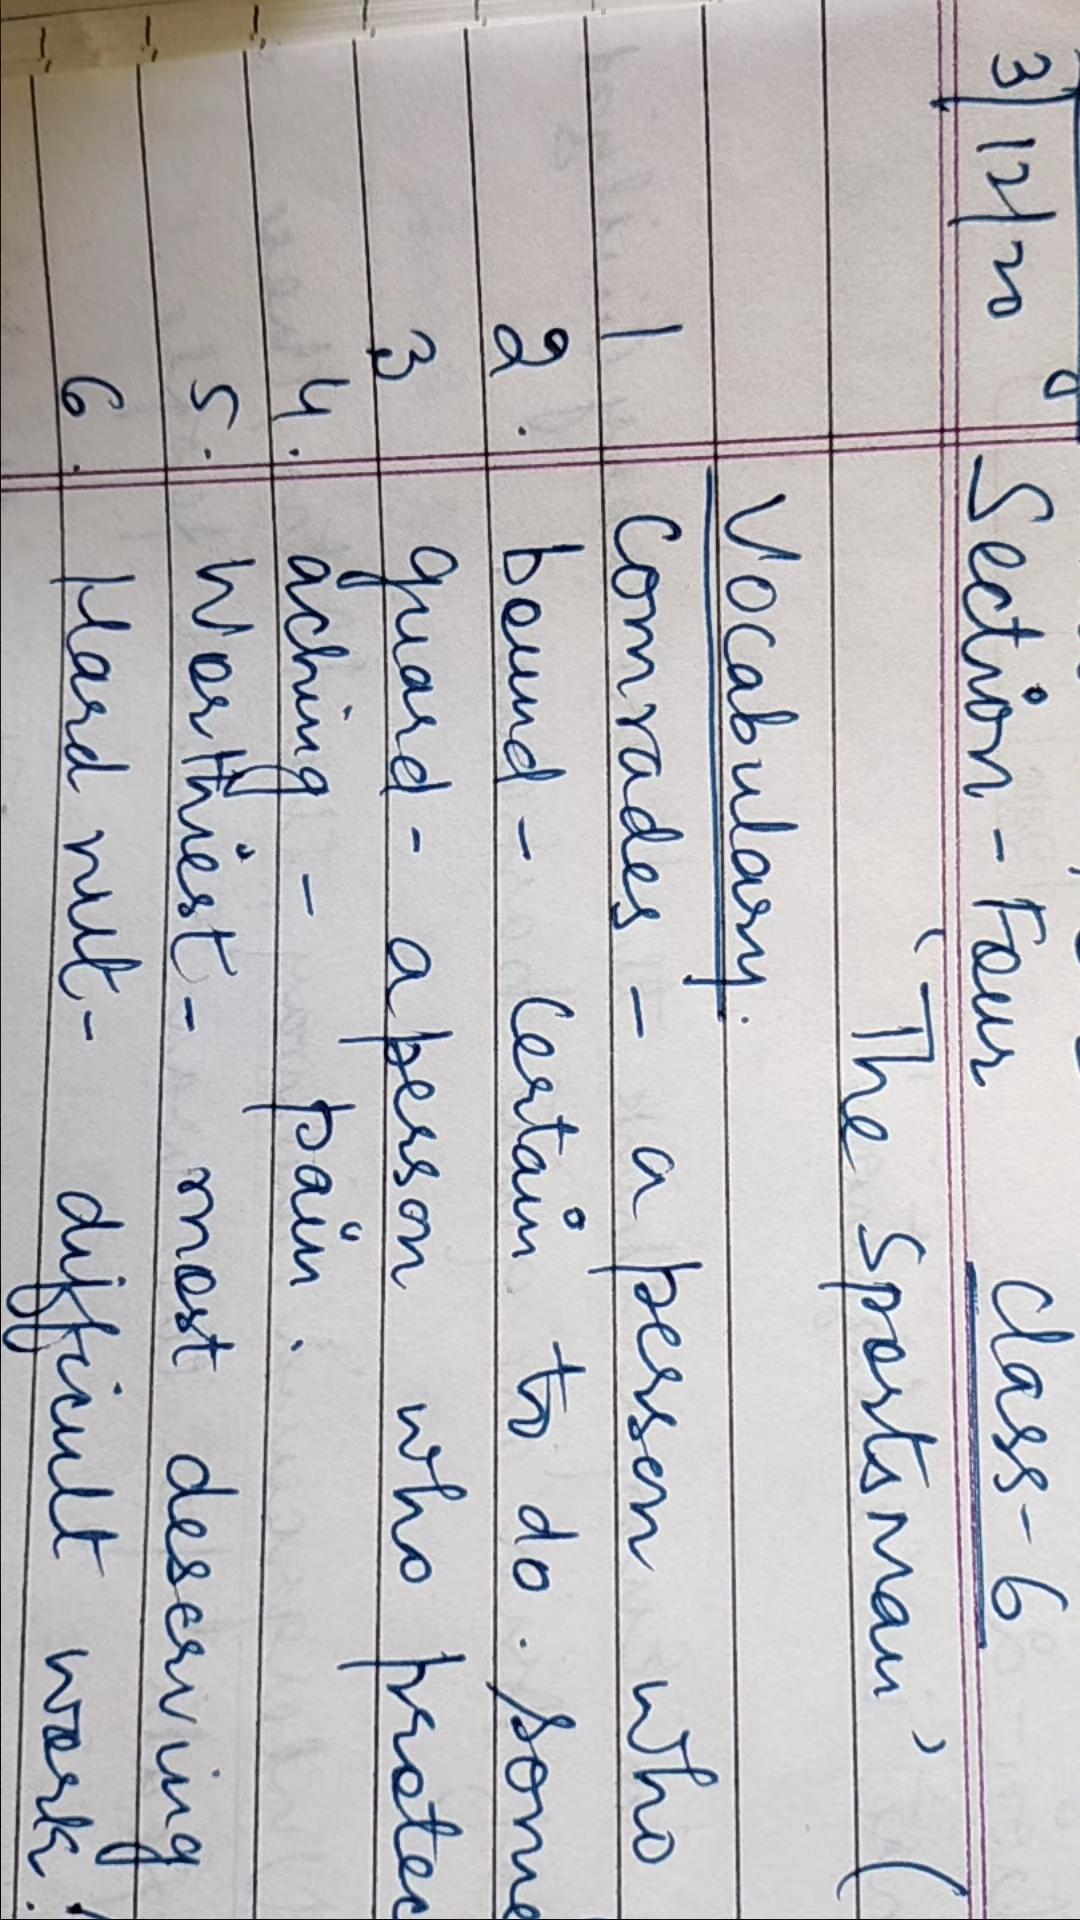 3/12/20 Section - Four Class - 6
' The Sportsman ' (
Vocabulary.
1 Comrades - a person who
2. bound - Certain to do. Some
3 guard - a person who protec
4. aching - pain.
5. Worthiest - most deserving
6. Hard nut - difficult work.